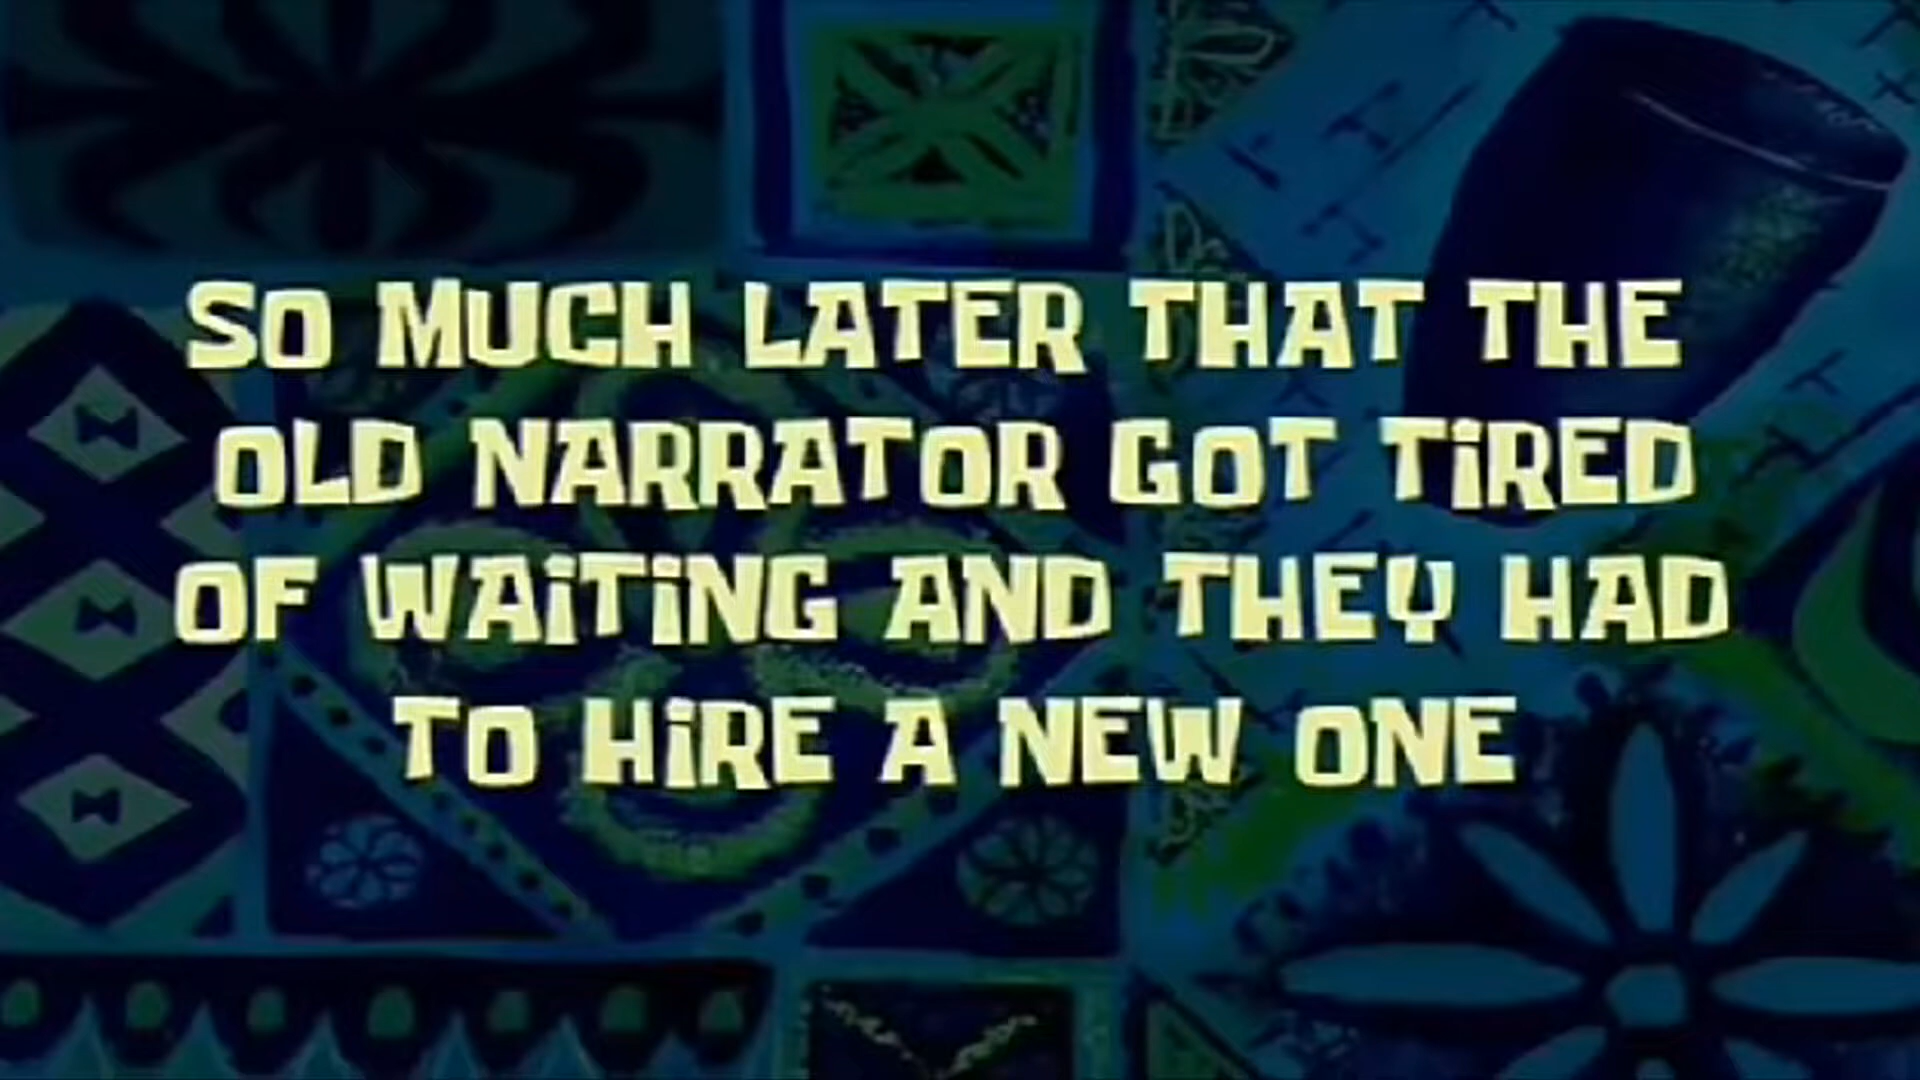 SO MUCH LATER THAT THE
OLD NARRATOR GOT TiRED
OF WAiTiNG AND THEY HAD
TO HiRE A NEW ONE